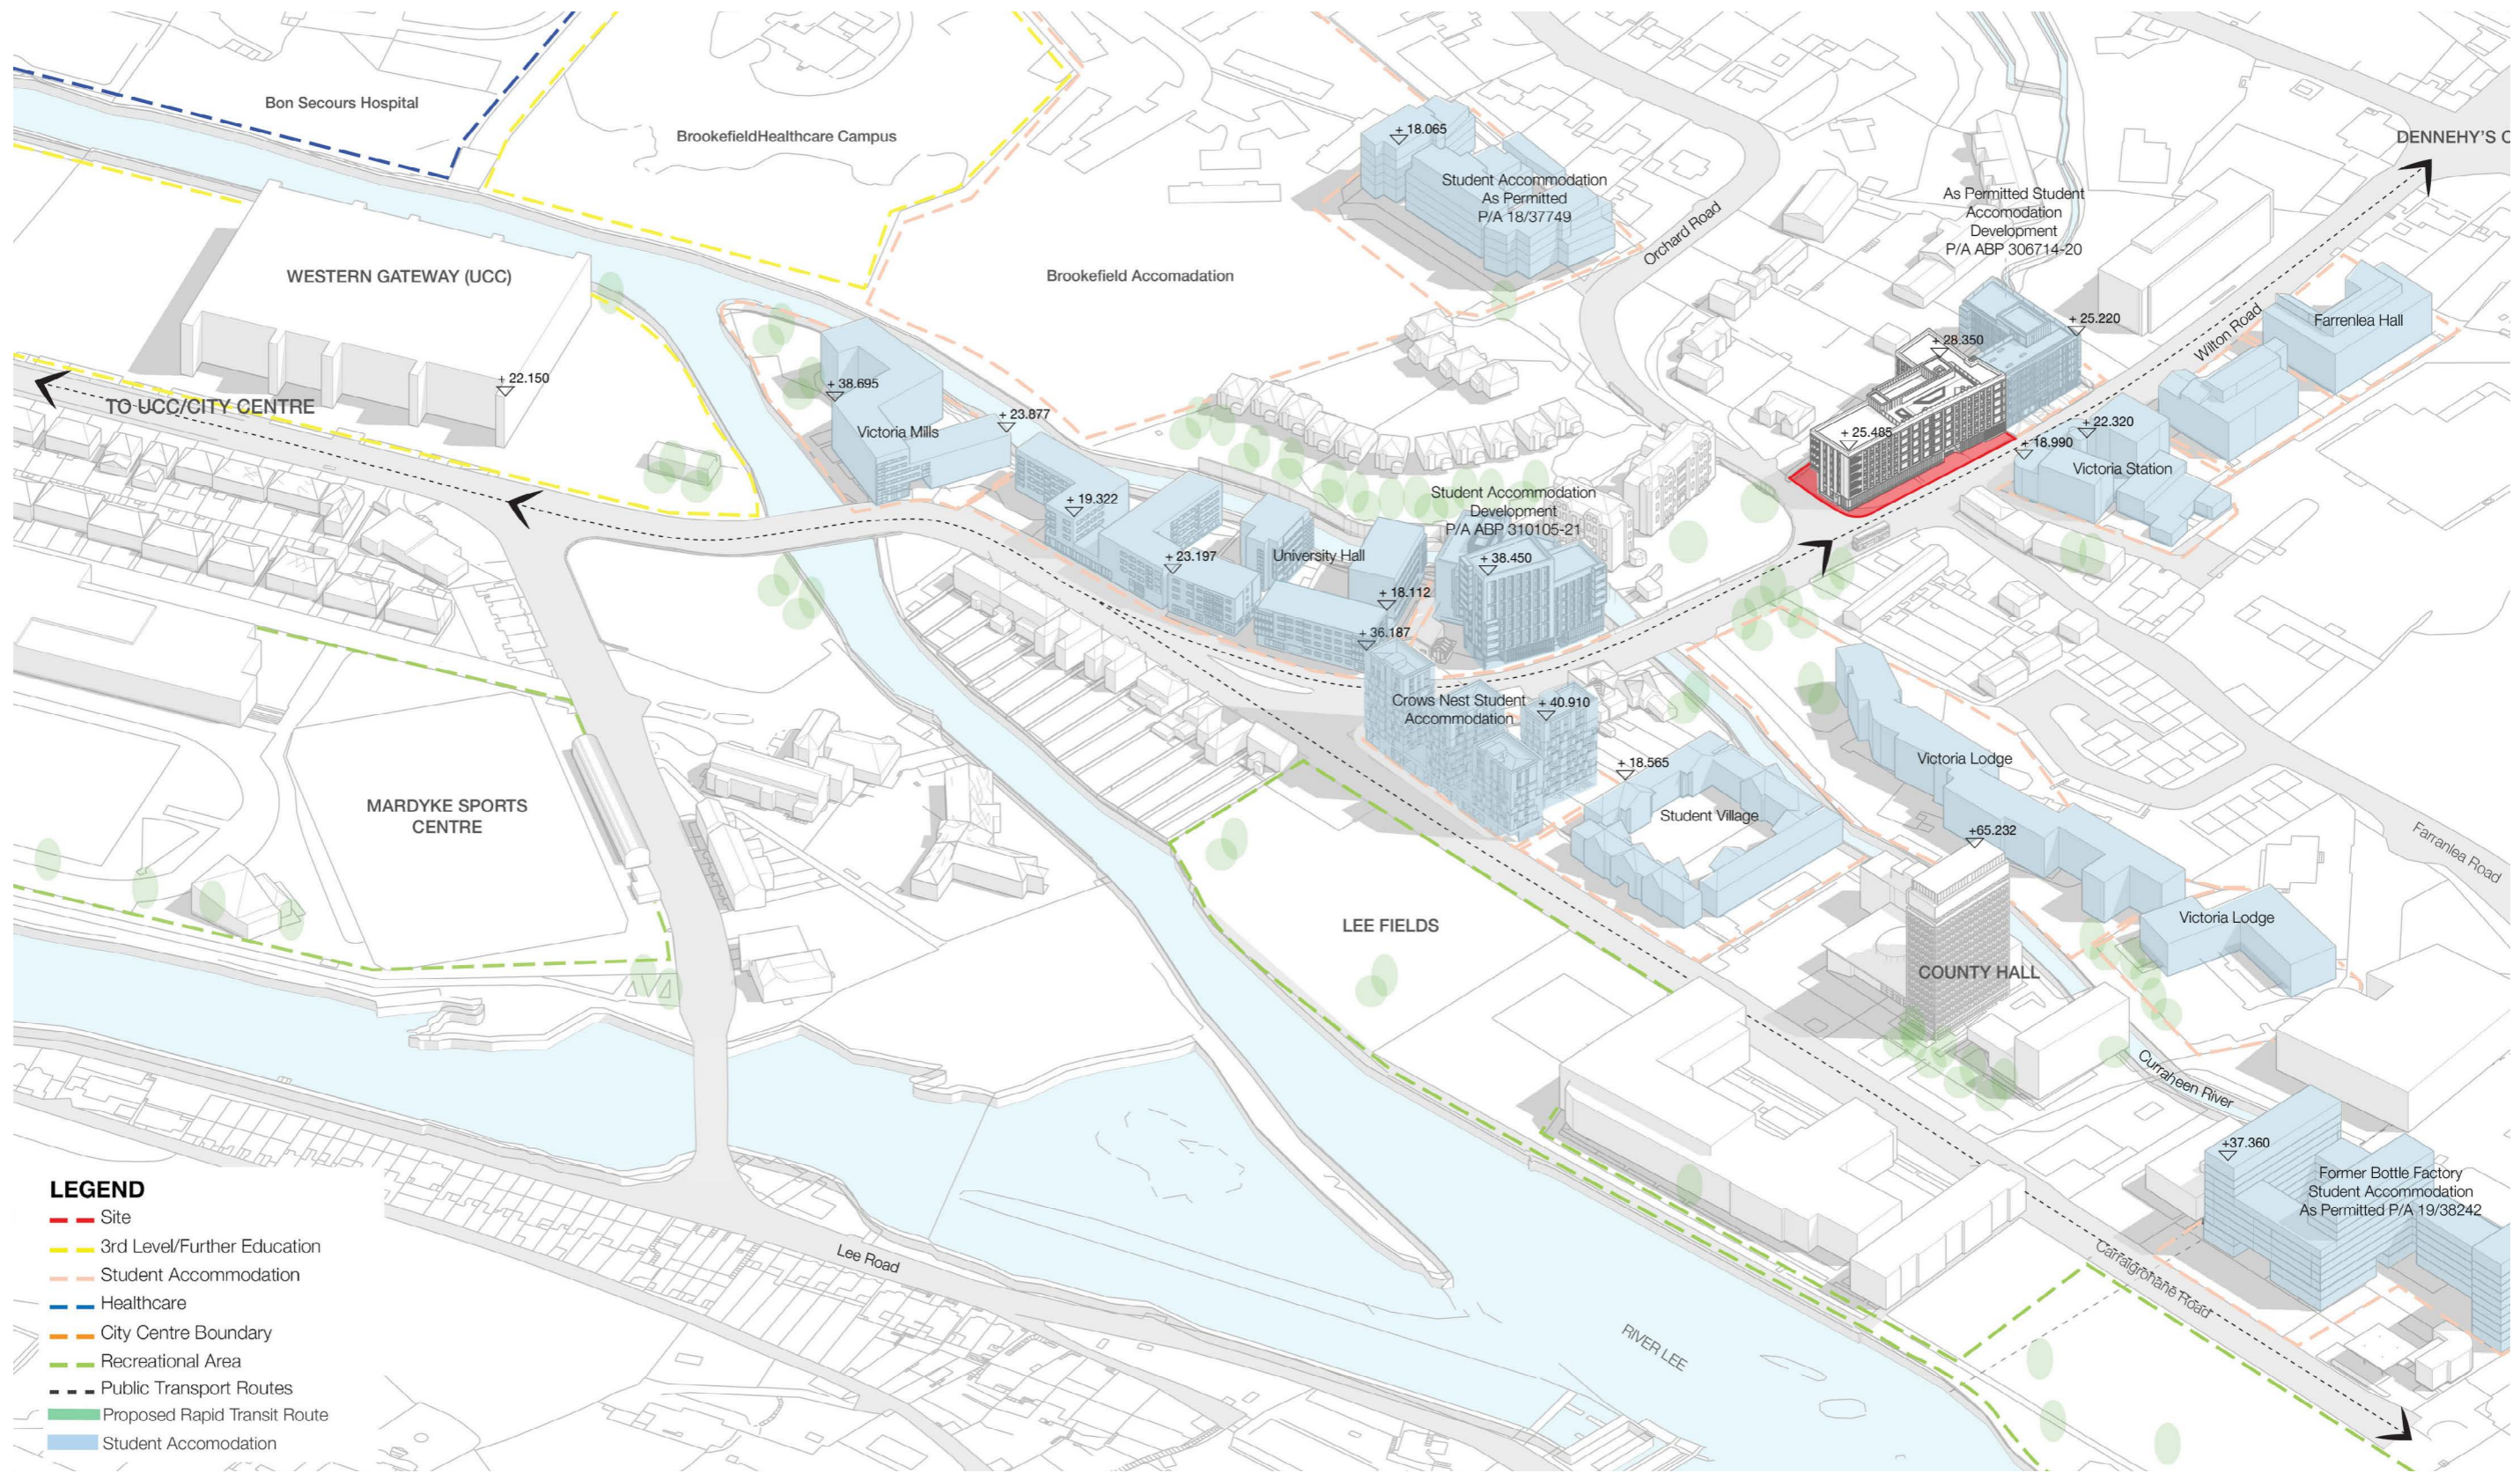 Bon Secours Hospital
BrookefieldHealthcare Campus
+ 18.065
DENNEHY'S C
Student Accommodation
As Permitted
P/A 18/37749
As Permitted Student
Accomodation
Development
P/A ABP 306714-20
Orchard Road
WESTERN GATEWAY (UCC)
Brookefield Accomadation
+ 25.220
Farrenlea Hall
Wilton Road
+ 28.350
+ 22.150
+ 38.695
TO UCC/CITY CENTRE
+ 23.877
Victoria Mills
+ 25.485
+ 22.320
+ 18.990
Victoria Station
+ 19.322
Student Accommodation
Development
P/A ABP 310105-21
+ 23.197
University Hall
+ 38.450
+ 18.112
+ 36.187
Crows Nest Student
Accommodation
+ 40.910
+ 18.565
Victoria Lodge
MARDYKE SPORTS
CENTRE
Student Village
+65.232
Farranlea Road
LEE FIELDS
Victoria Lodge
COUNTY HALL
Curraheen River
+37.360
Former Bottle Factory
Student Accommodation
As Permitted P/A 19/38242
Carraigrohane Road
Lee Road
RIVER LEE
LEGEND
Site
3rd Level/Further Education
Student Accommodation
Healthcare
City Centre Boundary
Recreational Area
Public Transport Routes
Proposed Rapid Transit Route
Student Accomodation